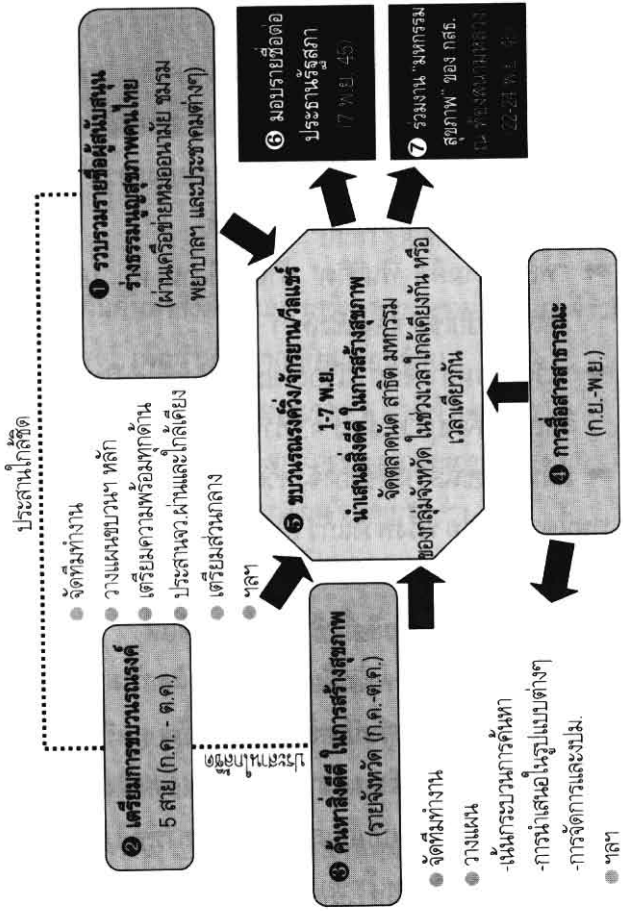 ประสานใกล้ชิด
❶ รวบรวมรายชื่อผู้สนับสนุน
ร่างธรรมนูญสุขภาพคนไทย
(ผ่านเครือข่ายหมออนามัย ชมรม
พยาบาลฯ และประชาคมต่างๆ)
❷ เตรียมการขบวนรณรงค์
5 สาย (ก.ค. - ต.ค.)
● จัดทีมทำงาน
● วางแผนขบวนฯ หลัก
● เตรียมความพร้อมทุกด้าน
● ประสานจว.ผ่านและใกล้เคียง
● เตรียมส่วนกลาง
● ฯลฯ
ประสานใกล้ชิด
❸ ค้นหาสิ่งดีดี ในการสร้างสุขภาพ
(รายจังหวัด (ก.ค.-ต.ค.)
● จัดทีมทำงาน
● วางแผน
-เน้นกระบวนการค้นหา
-การนำเสนอในรูปแบบต่างๆ
-การจัดการและงปม.
● ฯลฯ
❹ การสื่อสารสาธารณะ
(ก.ย.-พ.ย.)
❺ ขบวนรณรงค์วิ่ง/จักรยาน/วีลแชร์
1-7 พ.ย.
นำเสนอสิ่งดีดี ในการสร้างสุขภาพ
จัดตลาดนัด สาธิต มหกรรม
ของกลุ่มจังหวัด ในช่วงเวลาใกล้เคียงกัน หรือ
เวลาเดียวกัน
❻ มอบรายชื่อต่อ
ประธานรัฐสภา
(7 พ.ย. 45)
❼ ร่วมงาน "มหกรรม
สุขภาพ" ของ กสธ.
ณ ท้องสนามหลวง
22-24 พ.ย.